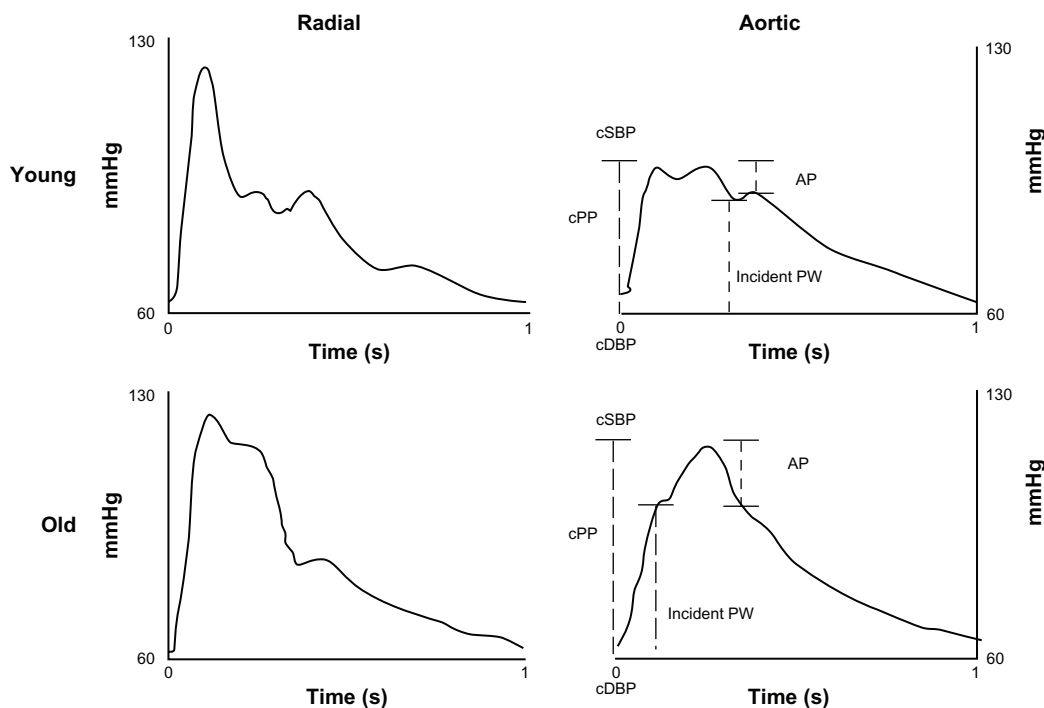 Radial
Aortic
130
130
Young
mmHg
cSBP
AP
cPP
Incident PW
mmHg
60
0
1
Time (s)
0
cDBP
1
60
Time (s)
130
130
Old
mmHg
cSBP
AP
cPP
Incident PW
mmHg
60
0
1
Time (s)
0
cDBP
1
60
Time (s)